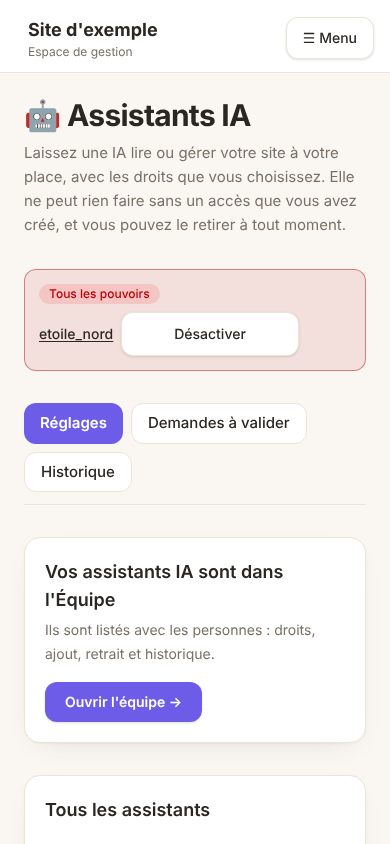 Site d'exemple
Espace de gestion
☰ Menu
🤖 Assistants IA
Laissez une IA lire ou gérer votre site à votre
place, avec les droits que vous choisissez. Elle
ne peut rien faire sans un accès que vous avez
créé, et vous pouvez le retirer à tout moment.
Tous les pouvoirs
etoile_nord
Désactiver
Réglages
Demandes à valider
Historique
Vos assistants IA sont dans
l'Équipe
Ils sont listés avec les personnes : droits,
ajout, retrait et historique.
Ouvrir l'équipe →
Tous les assistants